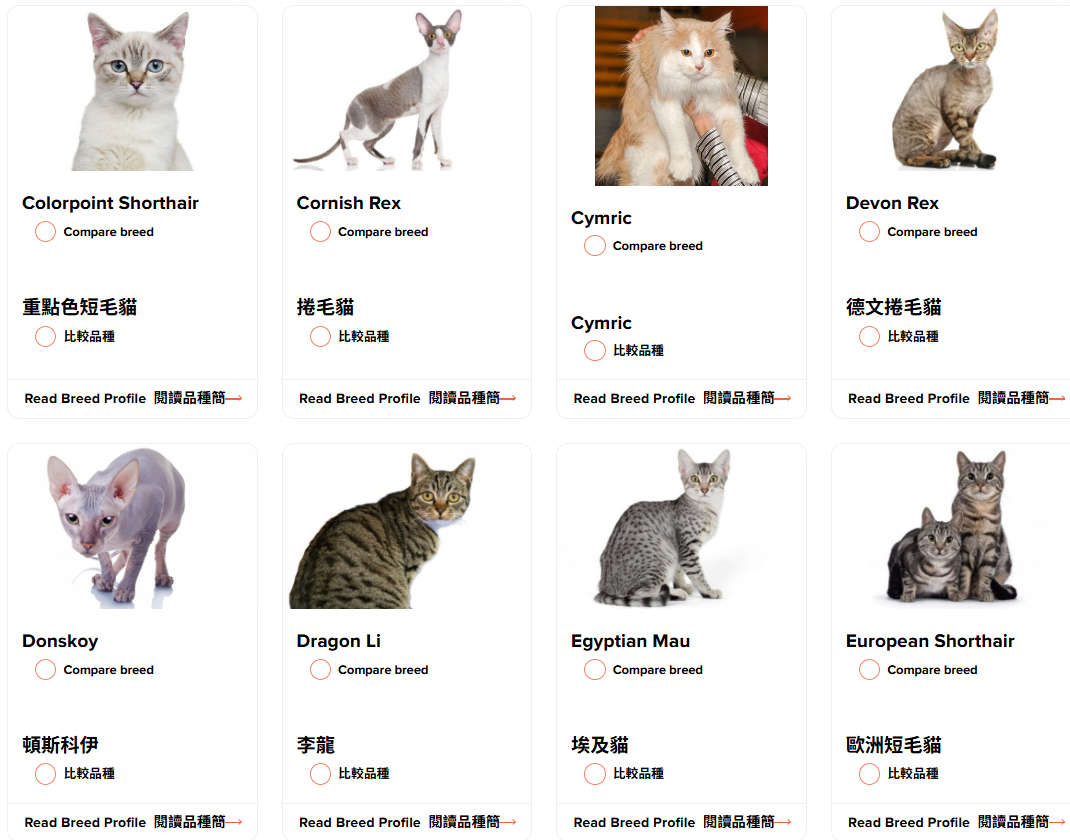 Colorpoint Shorthair
Compare breed
重點色短毛貓
比較品種
Read Breed Profile 閱讀品種簡
Cornish Rex
Compare breed
捲毛貓
比較品種
Read Breed Profile 閱讀品種簡
Cymric
Compare breed
Cymric
比較品種
Read Breed Profile 閱讀品種簡
Devon Rex
Compare breed
德文捲毛貓
比較品種
Read Breed Profile 閱讀品種簡
Donskoy
Compare breed
頓斯科伊
比較品種
Read Breed Profile 閱讀品種簡
Dragon Li
Compare breed
李龍
比較品種
Read Breed Profile 閱讀品種簡
Egyptian Mau
Compare breed
埃及貓
比較品種
Read Breed Profile 閱讀品種簡
European Shorthair
Compare breed
歐洲短毛貓
比較品種
Read Breed Profile 閱讀品種簡